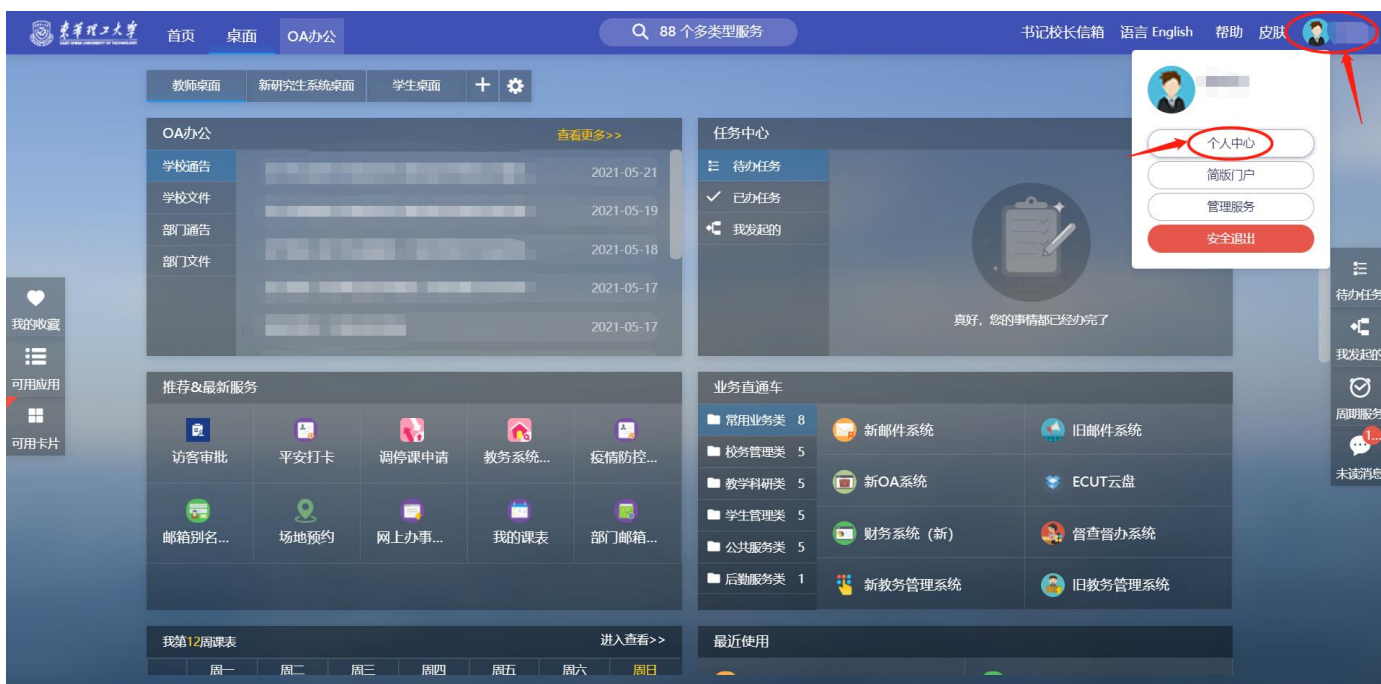 東華理工大學
EAST CHINA UNIVERSITY OF TECHNOLOGY
首页 桌面 OA办公
88 个多类型服务
书记校长信箱 语言 English 帮助 皮肤
教师桌面 新研究生系统桌面 学生桌面
个人中心
简版门户
管理服务
安全退出
OA办公 查看更多>>
学校通告
学校文件
部门通告
部门文件
2021-05-21
2021-05-19
2021-05-18
2021-05-17
2021-05-17
任务中心
待办任务
已办任务
我发起的
真好，您的事情都已经办完了
我的收藏
可用应用
可用卡片
待办任务
我发起的
周期服务
1...
未读消息
推荐&最新服务
访客审批 平安打卡 调停课申请 教务系统... 疫情防控...
邮箱别名... 场地预约 网上办事... 我的课表 部门邮箱...
业务直通车
常用业务类 8
校务管理类 5
教学科研类 5
学生管理类 5
公共服务类 5
后勤服务类 1
新邮件系统 旧邮件系统
新OA系统 ECUT云盘
财务系统（新） 督查督办系统
新教务管理系统 旧教务管理系统
我第12周课表 进入查看>>
周一 周二 周三 周四 周五 周六 周日
最近使用